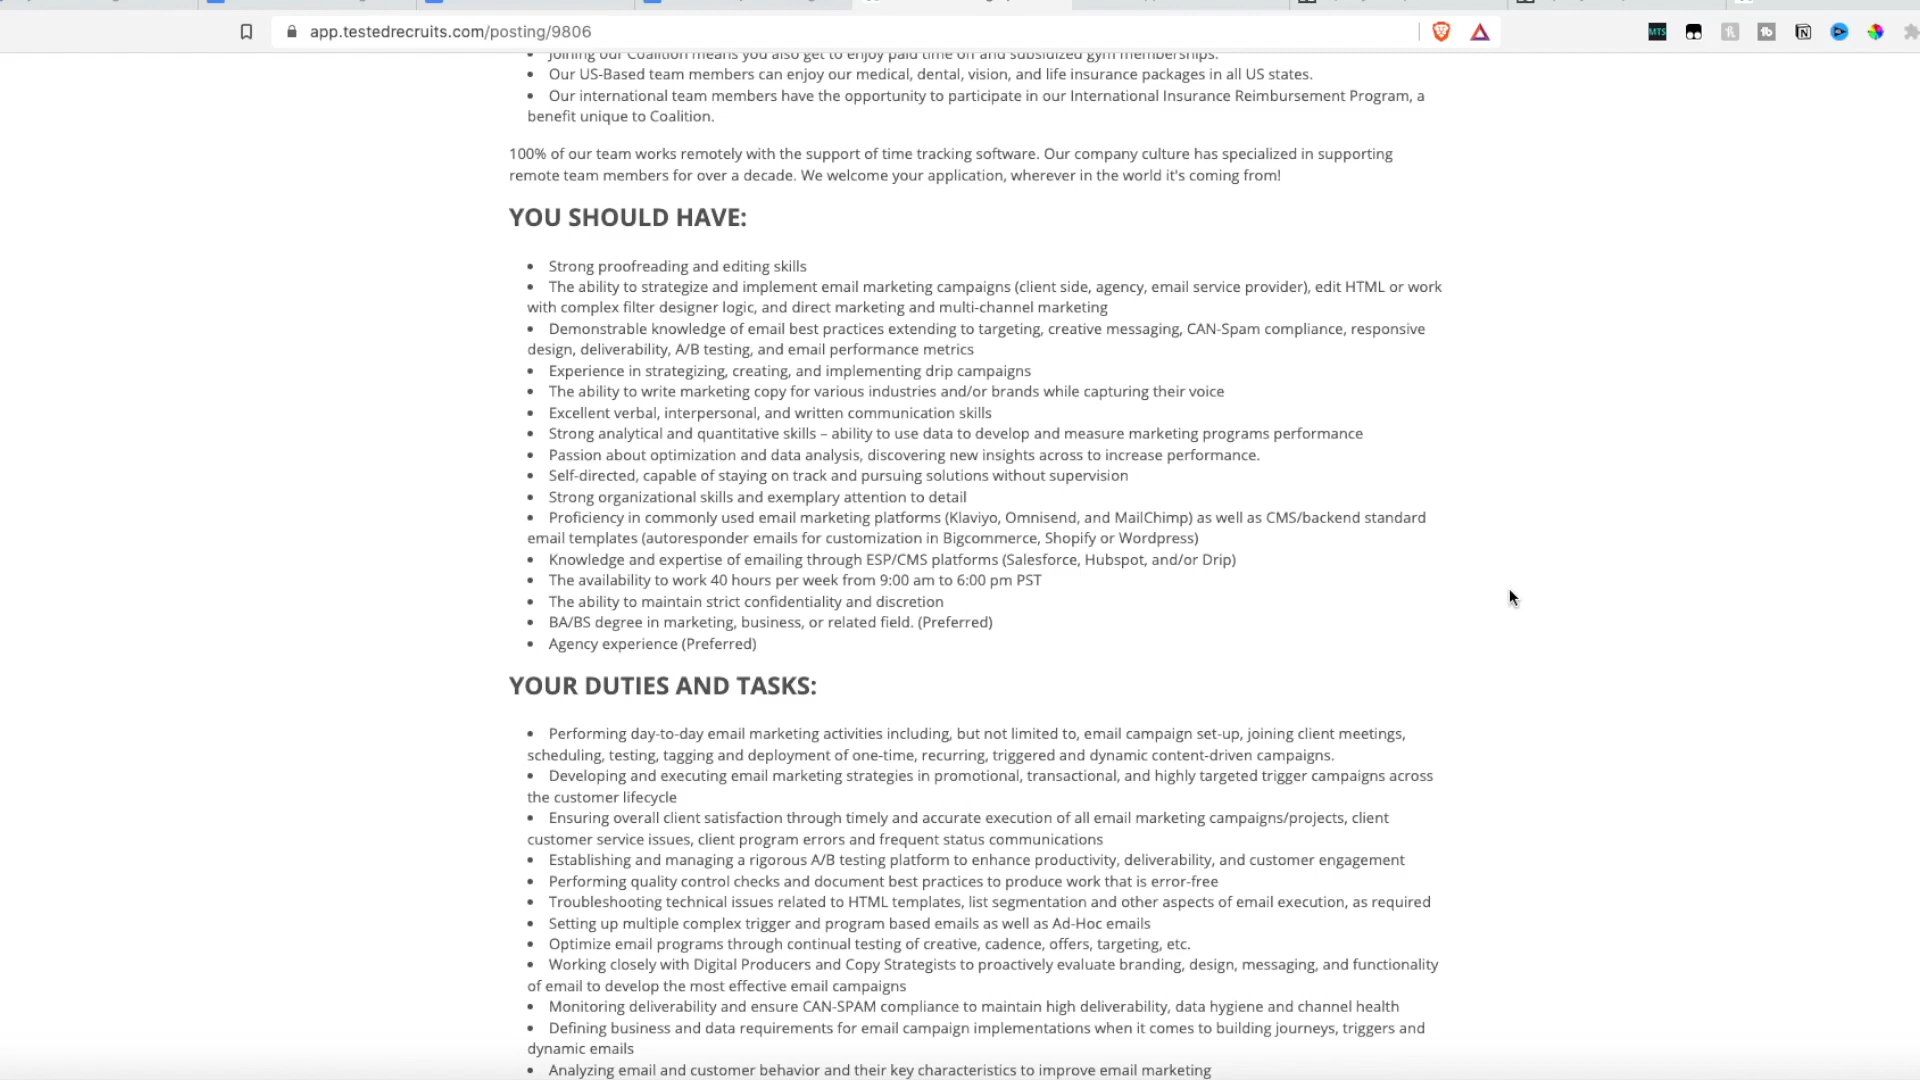 app.testedrecruits.com/posting/9806
MTS
• Joining our Coalition means you also get to enjoy paid time off and subsidized gym memberships.
• Our US-Based team members can enjoy our medical, dental, vision, and life insurance packages in all US states.
• Our international team members have the opportunity to participate in our International Insurance Reimbursement Program, a
benefit unique to Coalition.
100% of our team works remotely with the support of time tracking software. Our company culture has specialized in supporting
remote team members for over a decade. We welcome your application, wherever in the world it's coming from!
YOU SHOULD HAVE:
• Strong proofreading and editing skills
• The ability to strategize and implement email marketing campaigns (client side, agency, email service provider), edit HTML or work
with complex filter designer logic, and direct marketing and multi-channel marketing
• Demonstrable knowledge of email best practices extending to targeting, creative messaging, CAN-Spam compliance, responsive
design, deliverability, A/B testing, and email performance metrics
• Experience in strategizing, creating, and implementing drip campaigns
• The ability to write marketing copy for various industries and/or brands while capturing their voice
• Excellent verbal, interpersonal, and written communication skills
• Strong analytical and quantitative skills – ability to use data to develop and measure marketing programs performance
• Passion about optimization and data analysis, discovering new insights across to increase performance.
• Self-directed, capable of staying on track and pursuing solutions without supervision
• Strong organizational skills and exemplary attention to detail
• Proficiency in commonly used email marketing platforms (Klaviyo, Omnisend, and MailChimp) as well as CMS/backend standard
email templates (autoresponder emails for customization in Bigcommerce, Shopify or Wordpress)
• Knowledge and expertise of emailing through ESP/CMS platforms (Salesforce, Hubspot, and/or Drip)
• The availability to work 40 hours per week from 9:00 am to 6:00 pm PST
• The ability to maintain strict confidentiality and discretion
• BA/BS degree in marketing, business, or related field. (Preferred)
• Agency experience (Preferred)
YOUR DUTIES AND TASKS:
• Performing day-to-day email marketing activities including, but not limited to, email campaign set-up, joining client meetings,
scheduling, testing, tagging and deployment of one-time, recurring, triggered and dynamic content-driven campaigns.
• Developing and executing email marketing strategies in promotional, transactional, and highly targeted trigger campaigns across
the customer lifecycle
• Ensuring overall client satisfaction through timely and accurate execution of all email marketing campaigns/projects, client
customer service issues, client program errors and frequent status communications
• Establishing and managing a rigorous A/B testing platform to enhance productivity, deliverability, and customer engagement
• Performing quality control checks and document best practices to produce work that is error-free
• Troubleshooting technical issues related to HTML templates, list segmentation and other aspects of email execution, as required
• Setting up multiple complex trigger and program based emails as well as Ad-Hoc emails
• Optimize email programs through continual testing of creative, cadence, offers, targeting, etc.
• Working closely with Digital Producers and Copy Strategists to proactively evaluate branding, design, messaging, and functionality
of email to develop the most effective email campaigns
• Monitoring deliverability and ensure CAN-SPAM compliance to maintain high deliverability, data hygiene and channel health
• Defining business and data requirements for email campaign implementations when it comes to building journeys, triggers and
dynamic emails
• Analyzing email and customer behavior and their key characteristics to improve email marketing